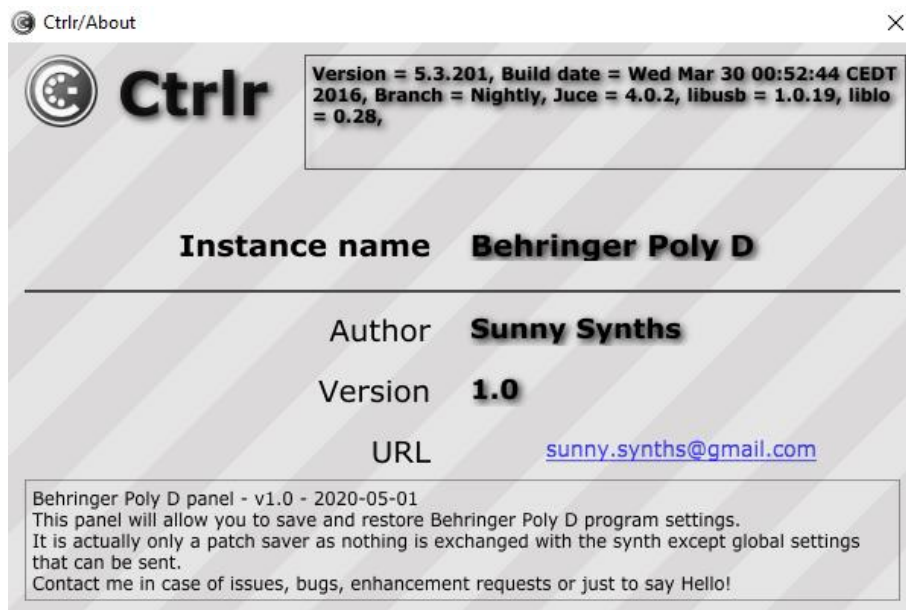 Ctrlr/About
Ctrlr
Version = 5.3.201, Build date = Wed Mar 30 00:52:44 CEDT
2016, Branch = Nightly, Juce = 4.0.2, libusb = 1.0.19, liblo
= 0.28,
Instance name Behringer Poly D
Author Sunny Synths
Version 1.0
URL sunny.synths@gmail.com
Behringer Poly D panel - v1.0 - 2020-05-01
This panel will allow you to save and restore Behringer Poly D program settings.
It is actually only a patch saver as nothing is exchanged with the synth except global settings
that can be sent.
Contact me in case of issues, bugs, enhancement requests or just to say Hello!